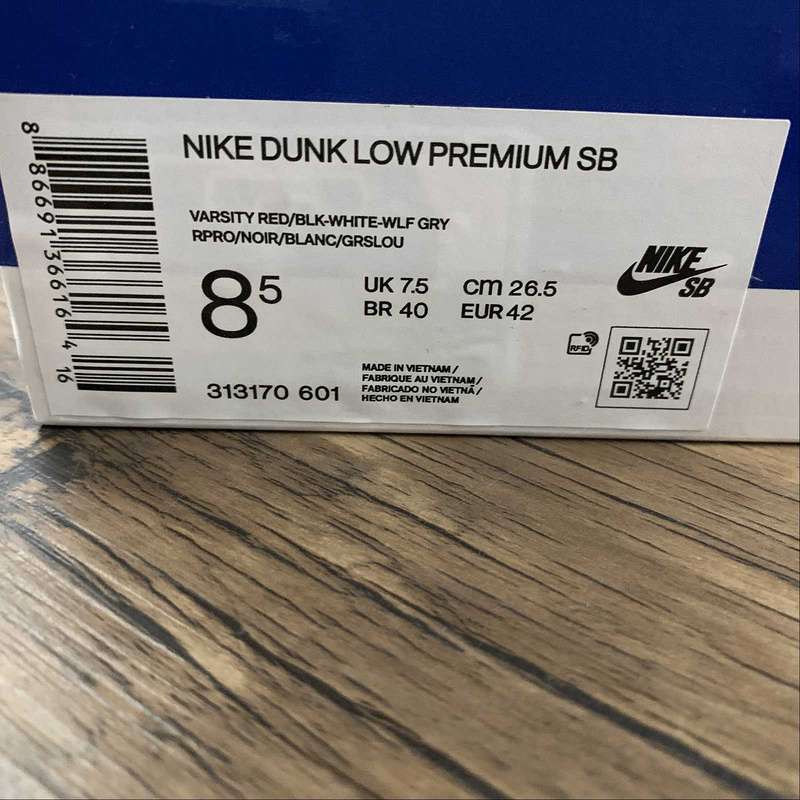 NIKE DUNK LOW PREMIUM SB
VARSITY RED/BLK-WHITE-WLF GRY
RPRO/NOIR/BLANC/GRSLOU
8 5
UK 7.5 cm 26.5
BR 40 EUR 42
313170 601
MADE IN VIETNAM /
FABRIQUE AU VIETNAM /
FABRICADO NO VIETNÃ /
HECHO EN VIETNAM
NIKE
SB
RFID
8 86691 36616 4 16